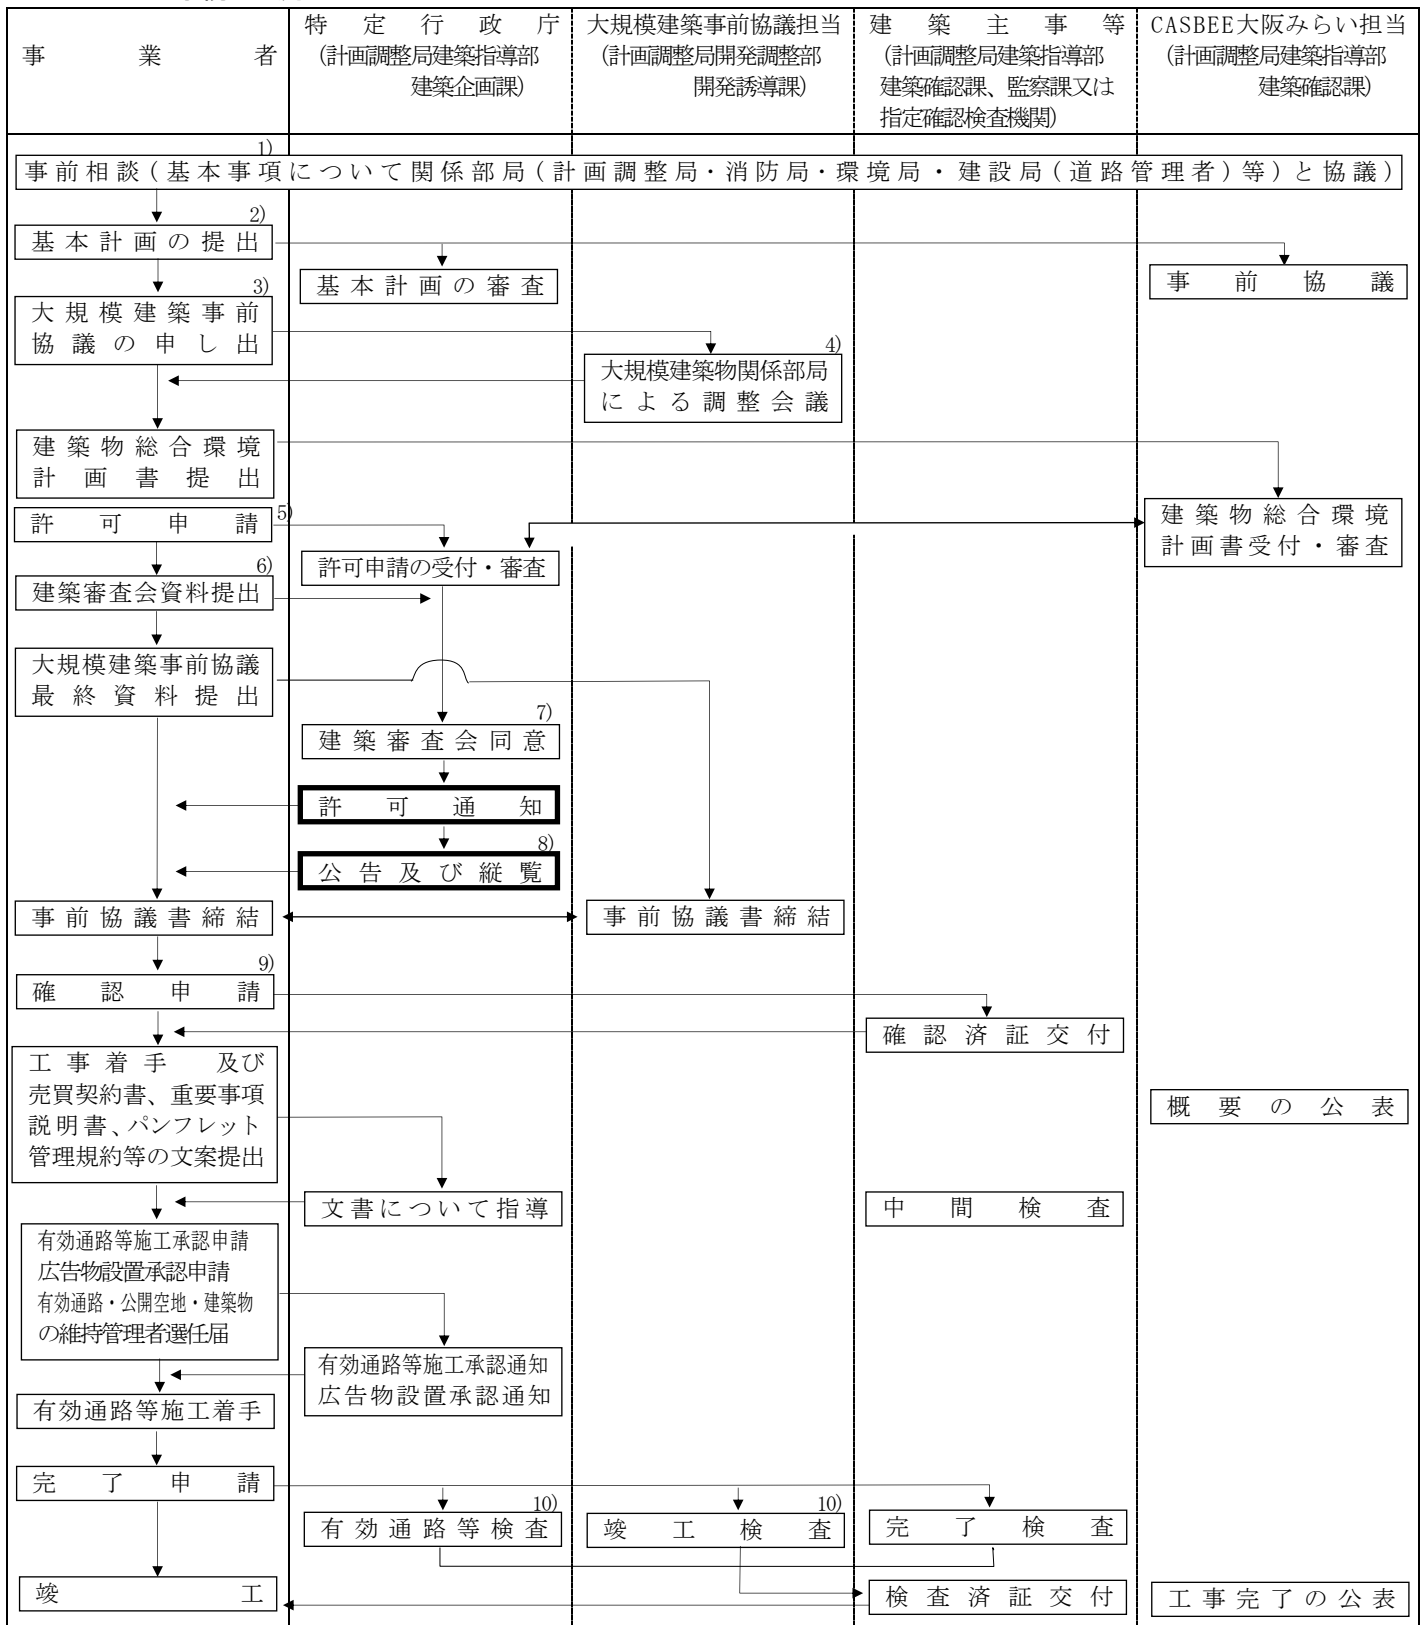 事業者
特定行政庁
(計画調整局建築指導部
建築企画課)
大規模建築事前協議担当
(計画調整局開発調整部
開発誘導課)
建築主事等
(計画調整局建築指導部
建築確認課、監察課又は
指定確認検査機関)
CASBEE大阪みらい担当
(計画調整局建築指導部
建築確認課)
1)
事前相談(基本事項について関係部局(計画調整局・消防局・環境局・建設局(道路管理者)等)と協議)
2)
基本計画の提出
基本計画の審査
事前協議
3)
大規模建築事前
協議の申し出
4)
大規模建築物関係部局
による調整会議
建築物総合環境
計画書提出
5)
許可申請
建築物総合環境
計画書受付・審査
許可申請の受付・審査
6)
建築審査会資料提出
大規模建築事前協議
最終資料提出
7)
建築審査会同意
許可通知
8)
公告及び縦覧
事前協議書締結
事前協議書締結
9)
確認申請
確認済証交付
工事着手 及び
売買契約書、重要事項
説明書、パンフレット
管理規約等の文案提出
概要の公表
文書について指導
中間検査
有効通路等施工承認申請
広告物設置承認申請
有効通路・公開空地・建築物
の維持管理者選任届
有効通路等施工承認通知
広告物設置承認通知
有効通路等施工着手
完了申請
10)
有効通路等検査
10)
竣工検査
完了検査
竣工
検査済証交付
工事完了の公表